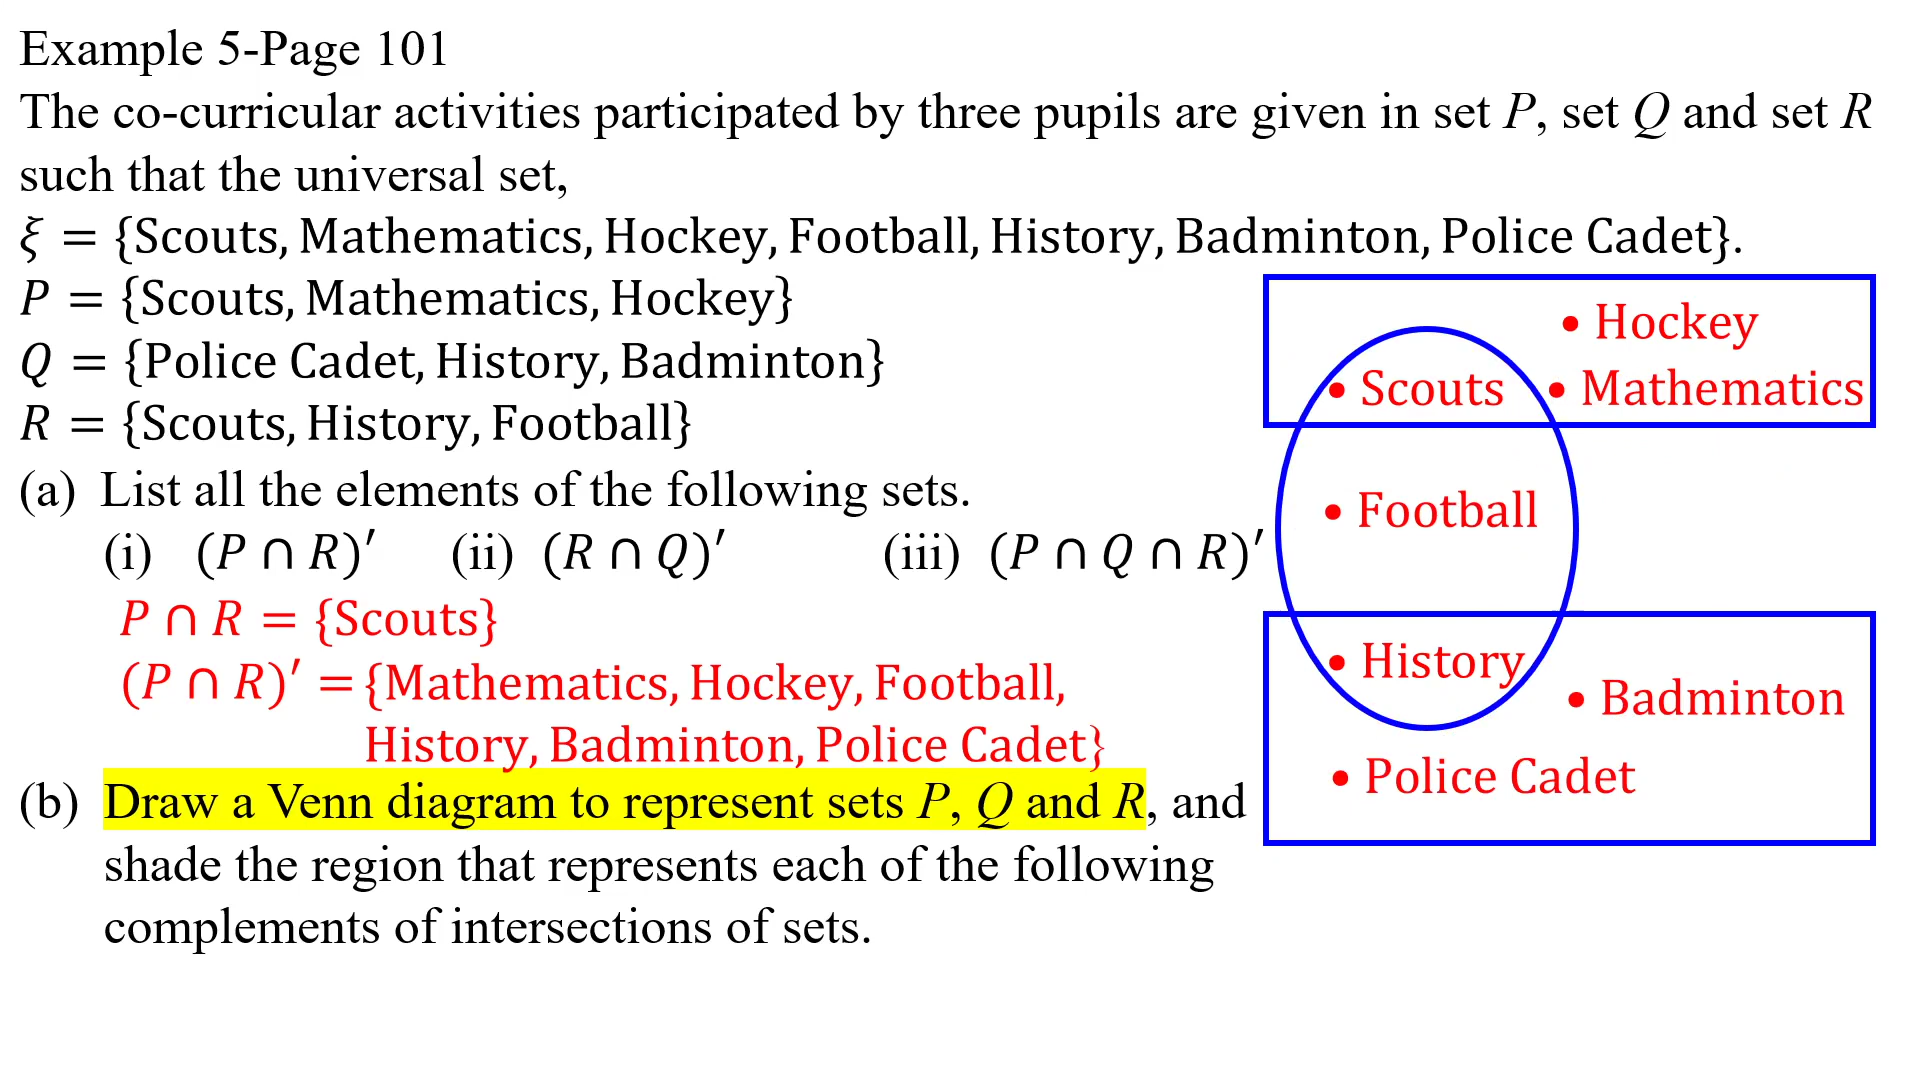 Example 5-Page 101
The co-curricular activities participated by three pupils are given in set P, set Q and set R
such that the universal set,
ξ = {Scouts, Mathematics, Hockey, Football, History, Badminton, Police Cadet}.
P = {Scouts, Mathematics, Hockey}
Q = {Police Cadet, History, Badminton}
R = {Scouts, History, Football}
(a) List all the elements of the following sets.
(i) (P ∩ R)′ (ii) (R ∩ Q)′ (iii) (P ∩ Q ∩ R)′
P ∩ R = {Scouts}
(P ∩ R)′ = {Mathematics, Hockey, Football,
History, Badminton, Police Cadet}
(b) Draw a Venn diagram to represent sets P, Q and R, and
shade the region that represents each of the following
complements of intersections of sets.
• Hockey
• Scouts • Mathematics
• Football
• History
• Badminton
• Police Cadet